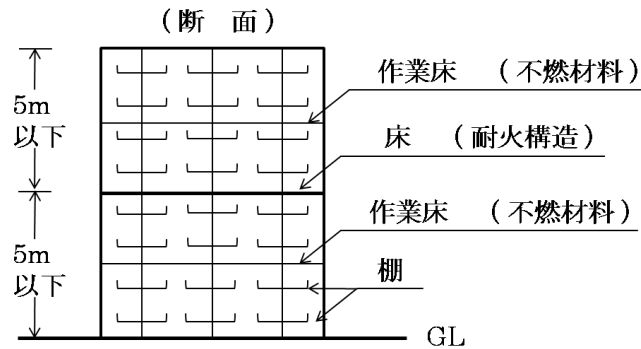 (断 面)
作業床 (不燃材料)
5m
以下
床 (耐火構造)
作業床 (不燃材料)
5m
以下
棚
GL